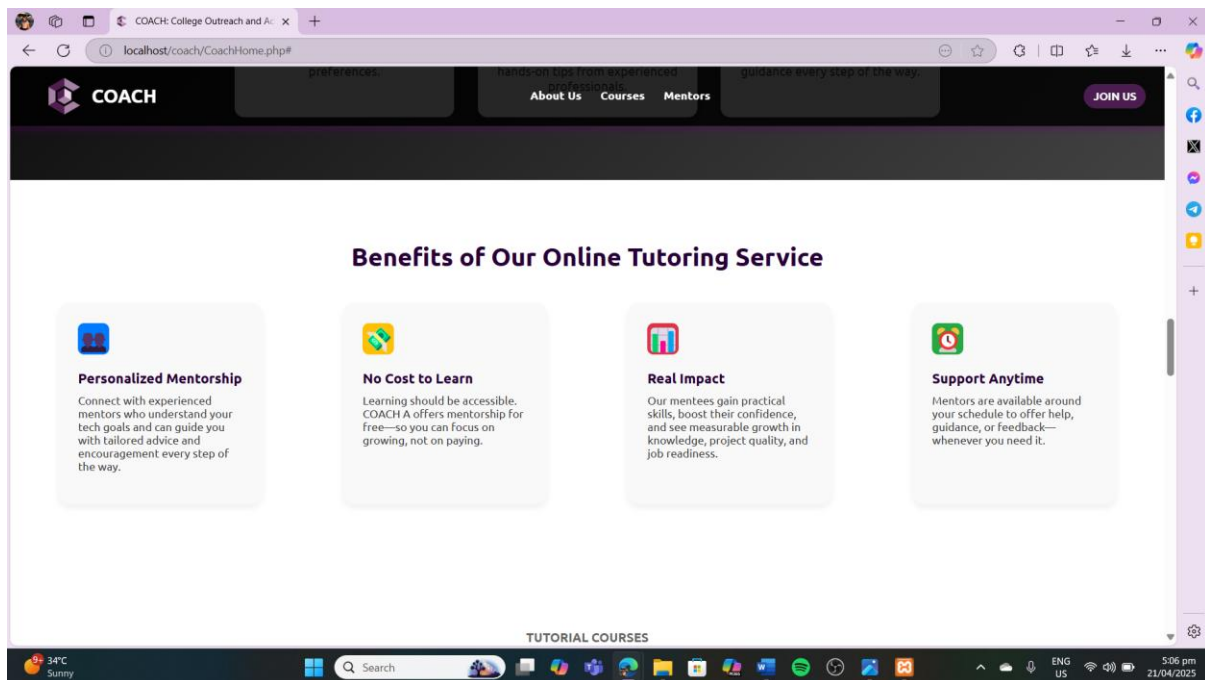 COACH: College Outreach and Ac
localhost/coach/CoachHome.php#
preferences.
hands-on tips from experienced
professionals.
guidance every step of the way.
COACH
About Us Courses Mentors
JOIN US
Benefits of Our Online Tutoring Service
Personalized Mentorship
Connect with experienced
mentors who understand your
tech goals and can guide you
with tailored advice and
encouragement every step of
the way.
No Cost to Learn
Learning should be accessible.
COACH A offers mentorship for
free—so you can focus on
growing, not on paying.
Real Impact
Our mentees gain practical
skills, boost their confidence,
and see measurable growth in
knowledge, project quality, and
job readiness.
Support Anytime
Mentors are available around
your schedule to offer help,
guidance, or feedback—
whenever you need it.
TUTORIAL COURSES
9+
34°C
Sunny
Search
ENG
US
5:06 pm
21/04/2025